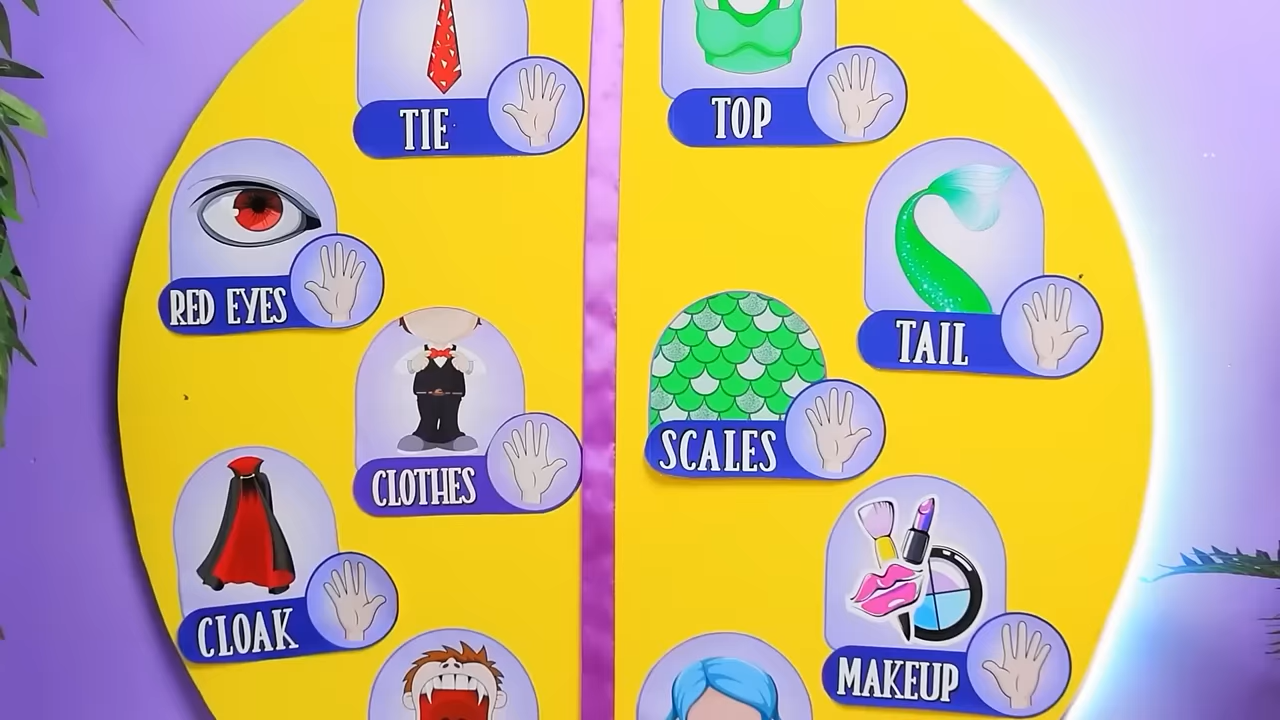 TIE
TOP
RED EYES
TAIL
CLOTHES
SCALES
CLOAK
MAKEUP